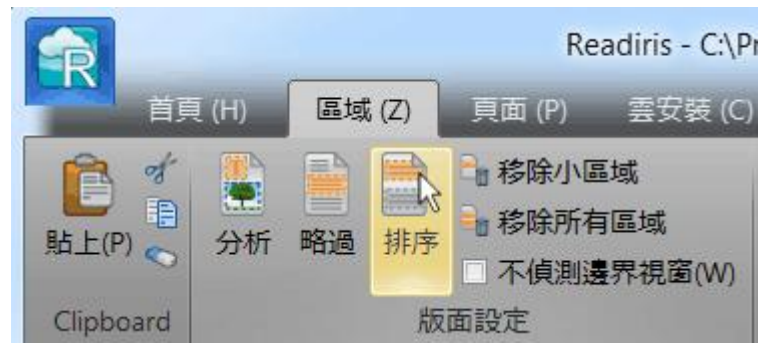 R
Readiris - C:\Pr
首頁 (H) 區域 (Z) 頁面 (P) 雲安裝 (C)
貼上(P)
分析 略過 排序
移除小區域
移除所有區域
不偵測邊界視窗(W)
Clipboard 版面設定